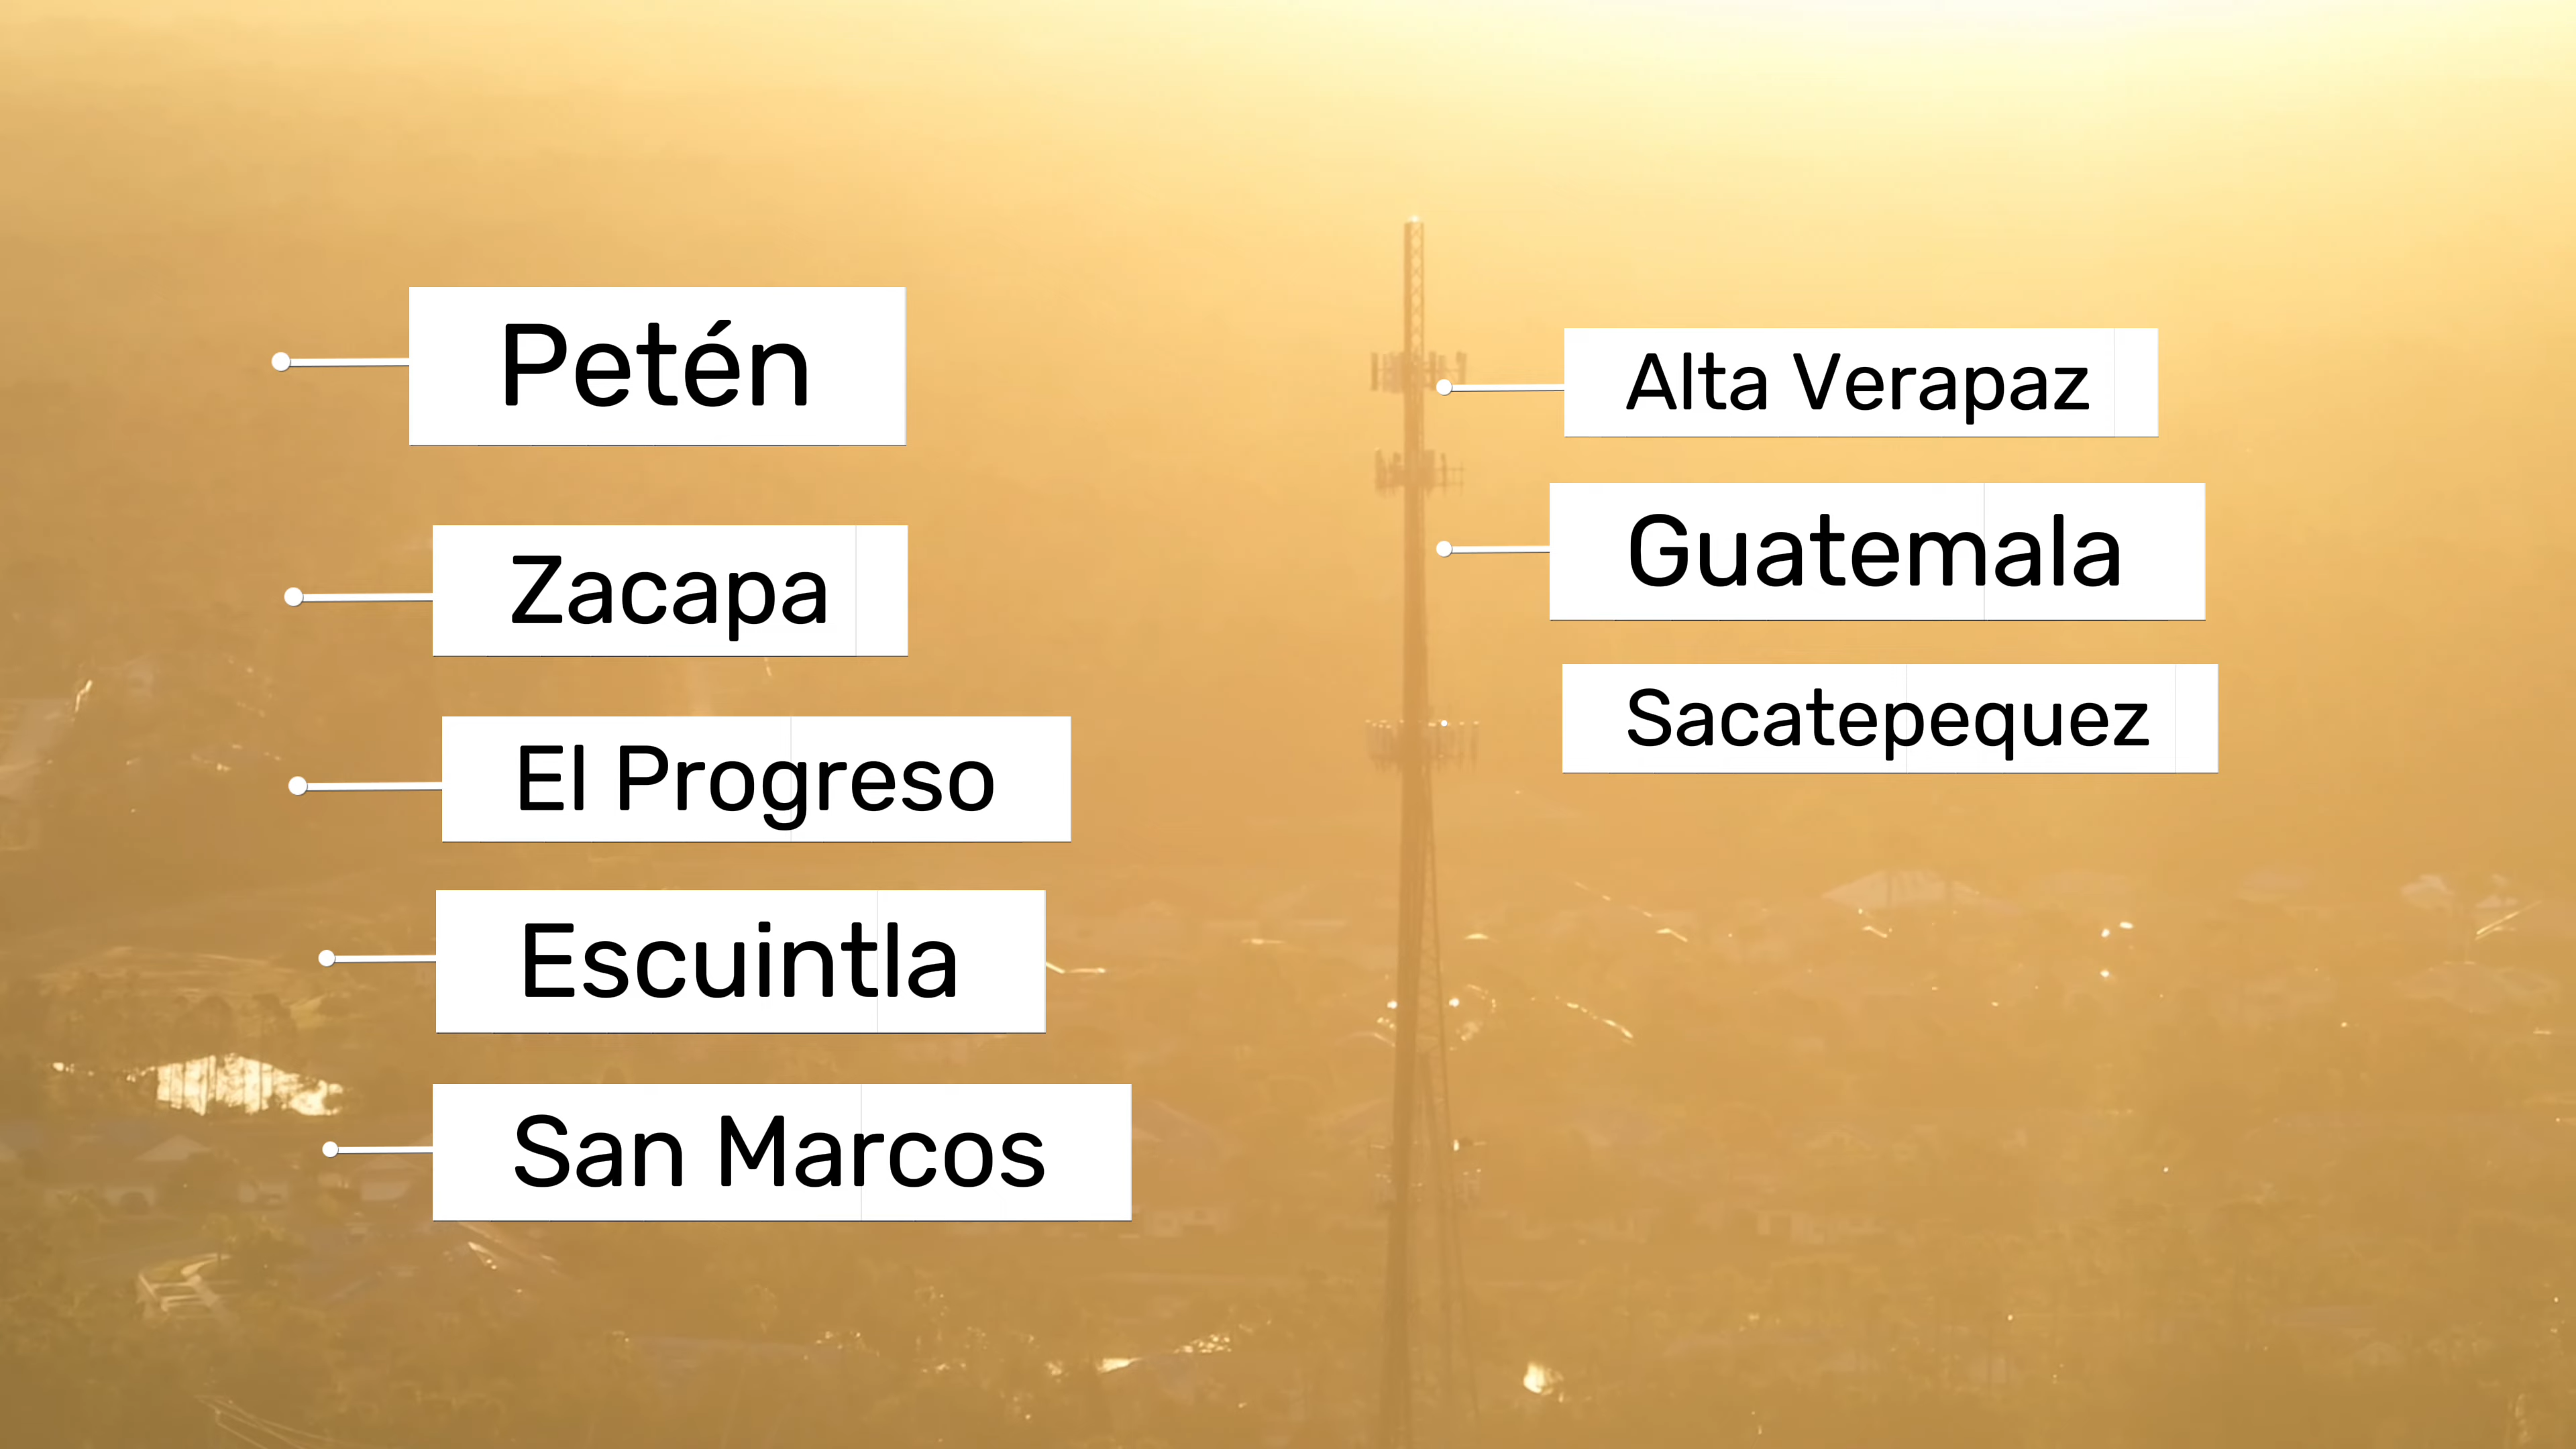 Petén
Zacapa
El Progreso
Escuintla
San Marcos
Alta Verapaz
Guatemala
Sacatepequez